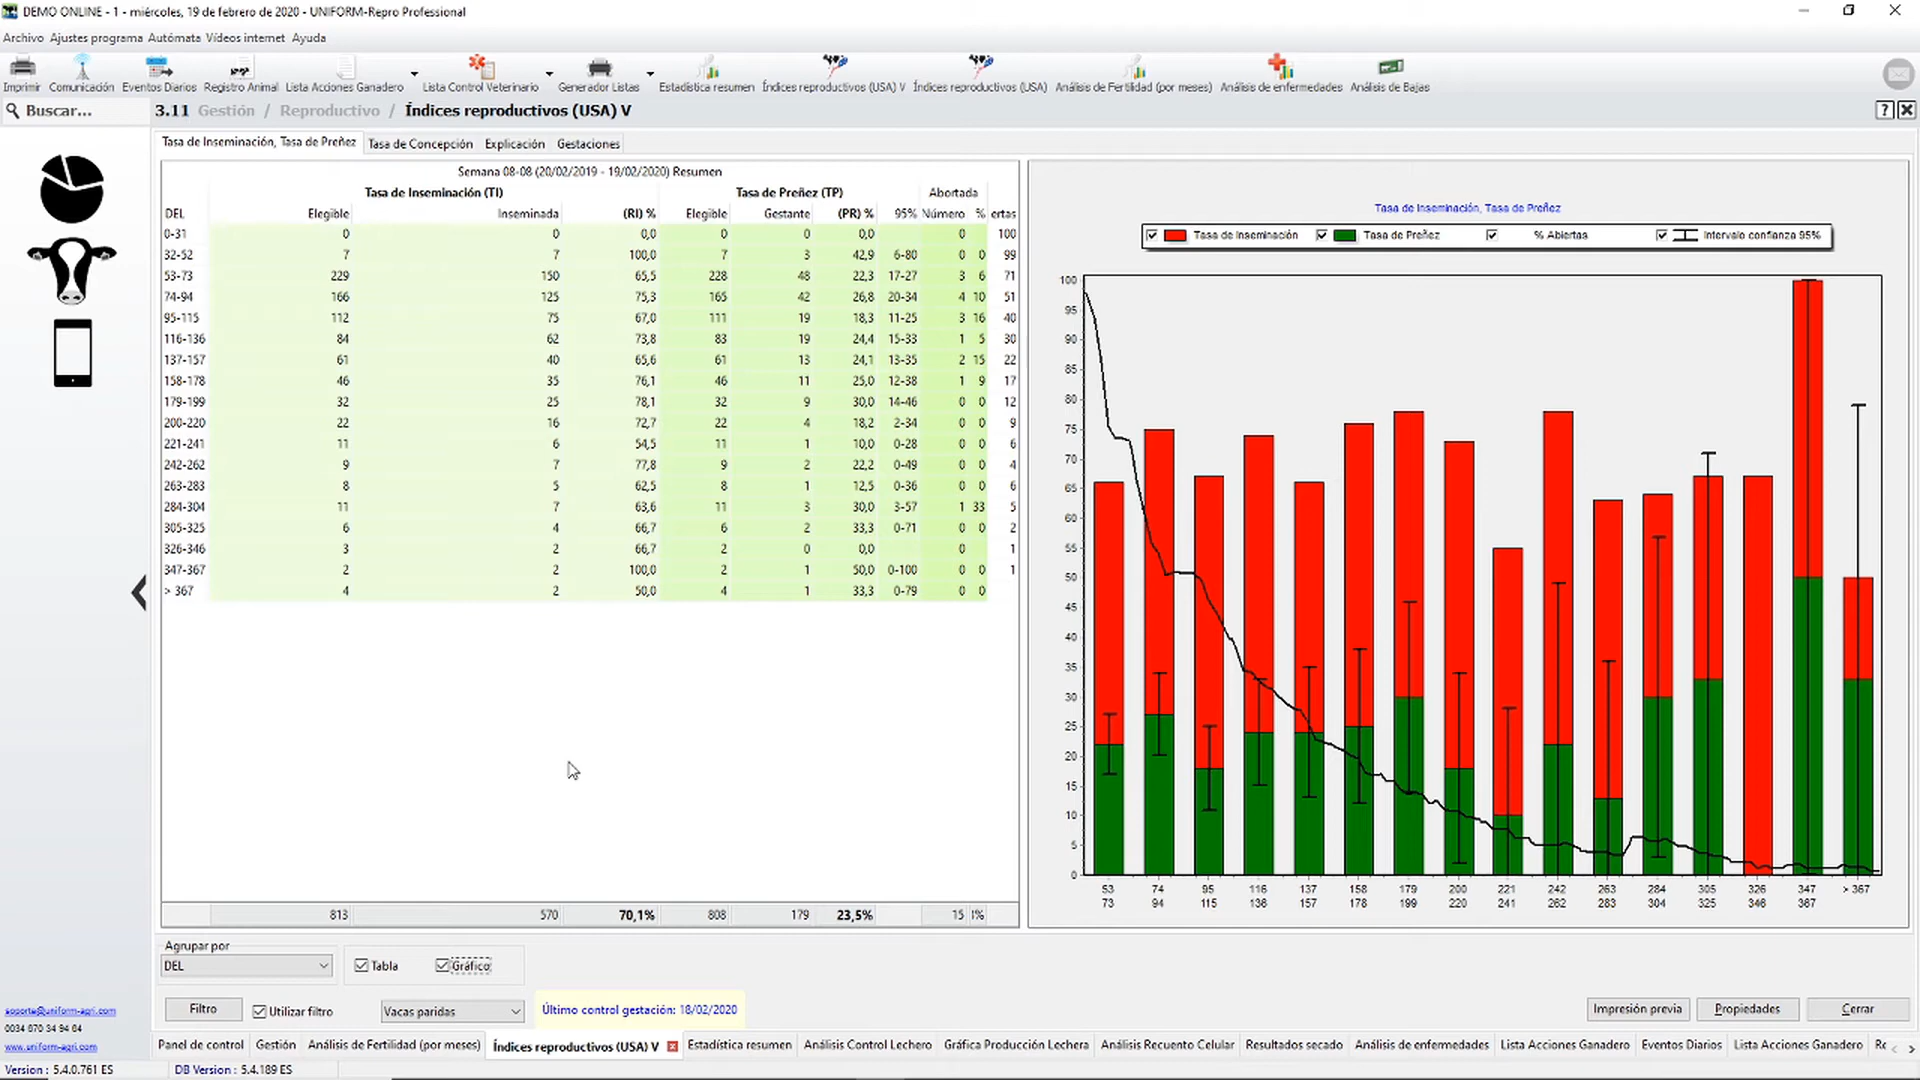 DEMO ONLINE - 1 - miércoles, 19 de febrero de 2020 - UNIFORM-Repro Professional
Archivo Ajustes programa Autómata Vídeos internet Ayuda
Imprimir Comunicación Eventos Diarios Registro Animal Lista Acciones Ganadero Lista Control Veterinario Generador Listas Estadística resumen Índices reproductivos (USA) V Índices reproductivos (USA) Análisis de Fertilidad (por meses) Análisis de enfermedades Análisis de Bajas
Buscar... 3.11 Gestión / Reproductivo / Índices reproductivos (USA) V ?
Tasa de Inseminación, Tasa de Preñez Tasa de Concepción Explicación Gestaciones
Semana 08-08 (20/02/2019 - 19/02/2020) Resumen
Tasa de Inseminación (TI) Tasa de Preñez (TP) Abortada
DEL Elegible Inseminada (RI) % Elegible Gestante (PR) % 95% Número % ertas
0-31 0 0 0,0 0 0 0,0 0 100
32-52 7 7 100,0 7 3 42,9 6-80 0 0 99
53-73 229 150 65,5 228 48 22,3 17-27 3 6 71
74-94 166 125 75,3 165 42 26,8 20-34 4 10 51
95-115 112 75 67,0 111 19 18,3 11-25 3 16 40
116-136 84 62 73,8 83 19 24,4 15-33 1 5 30
137-157 61 40 65,6 61 13 24,1 13-35 2 15 22
158-178 46 35 76,1 46 11 25,0 12-38 1 9 17
179-199 32 25 78,1 32 9 30,0 14-46 0 0 12
200-220 22 16 72,7 22 4 18,2 2-34 0 0 9
221-241 11 6 54,5 11 1 10,0 0-28 0 0 6
242-262 9 7 77,8 9 2 22,2 0-49 0 0 4
263-283 8 5 62,5 8 1 12,5 0-36 0 0 6
284-304 11 7 63,6 11 3 30,0 3-57 1 33 5
305-325 6 4 66,7 6 2 33,3 0-71 0 0 2
326-346 3 2 66,7 2 0 0,0 0 1
347-367 2 2 100,0 2 1 50,0 0-100 0 0 1
> 367 4 2 50,0 4 1 33,3 0-79 0 0
813 570 70,1% 808 179 23,5% 15 I%
Tasa de Inseminación, Tasa de Preñez
Tasa de Inseminación Tasa de Preñez % Abiertas Intervalo confianza 95%
100
95
90
85
80
75
70
65
60
55
50
45
40
35
30
25
20
15
10
5
0
53 74 95 116 137 158 179 200 221 242 263 284 305 326 347 > 367
73 94 115 136 157 178 199 220 241 262 283 304 325 346 367
Agrupar por
DEL Tabla Gráfico
Filtro Utilizar filtro Vacas paridas Último control gestación: 18/02/2020 Impresión previa Propiedades Cerrar
soporte@uniform-agri.com
0034 870 34 94 64
www.uniform-agri.com
Panel de control Gestión Análisis de Fertilidad (por meses) Índices reproductivos (USA) V Estadística resumen Análisis Control Lechero Gráfica Producción Lechera Análisis Recuento Celular Resultados secado Análisis de enfermedades Lista Acciones Ganadero Eventos Diarios Lista Acciones Ganadero
Version : 5.4.0.761 ES DB Version : 5.4.189 ES